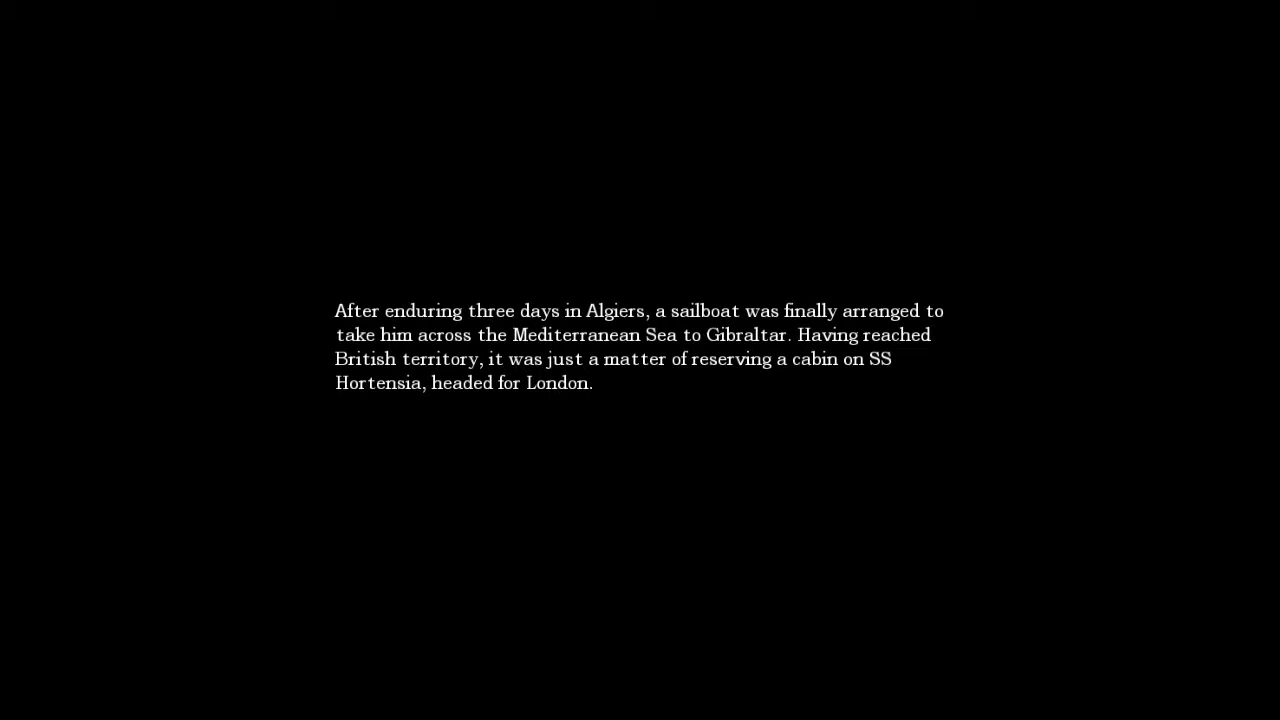 After enduring three days in Algiers, a sailboat was finally arranged to
take him across the Mediterranean Sea to Gibraltar. Having reached
British territory, it was just a matter of reserving a cabin on SS
Hortensia, headed for London.